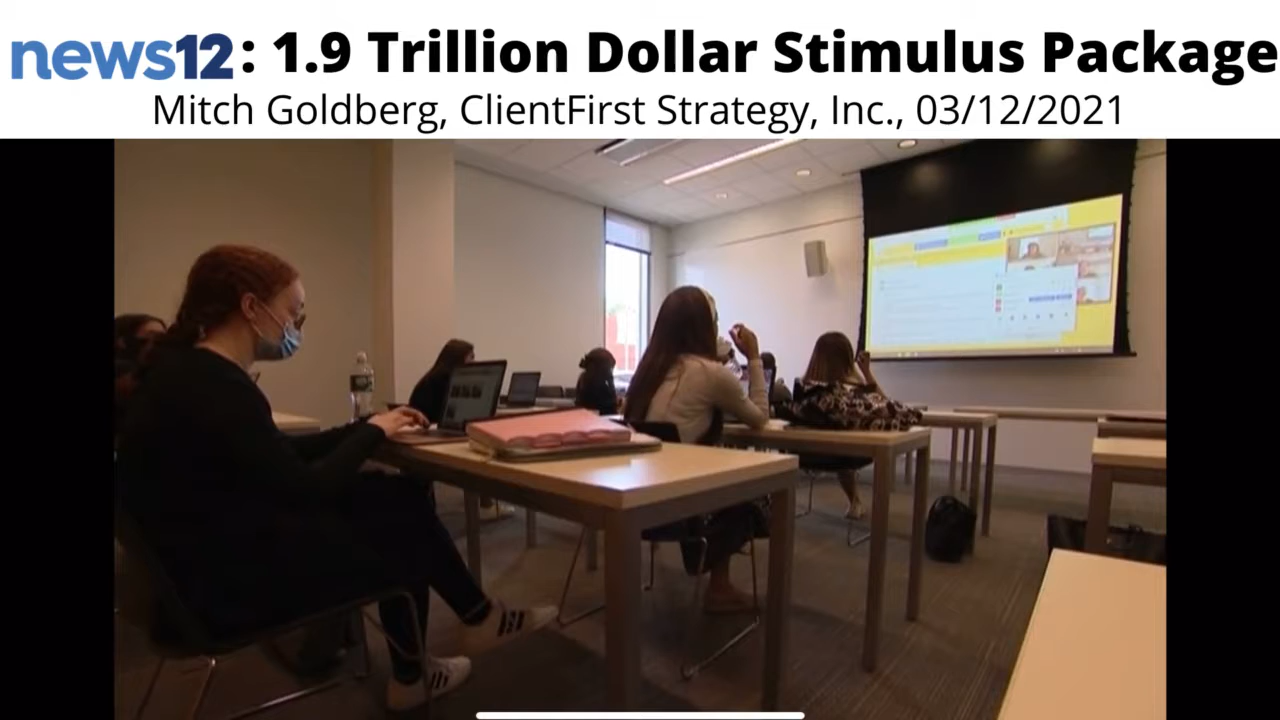 news12: 1.9 Trillion Dollar Stimulus Package
Mitch Goldberg, ClientFirst Strategy, Inc., 03/12/2021